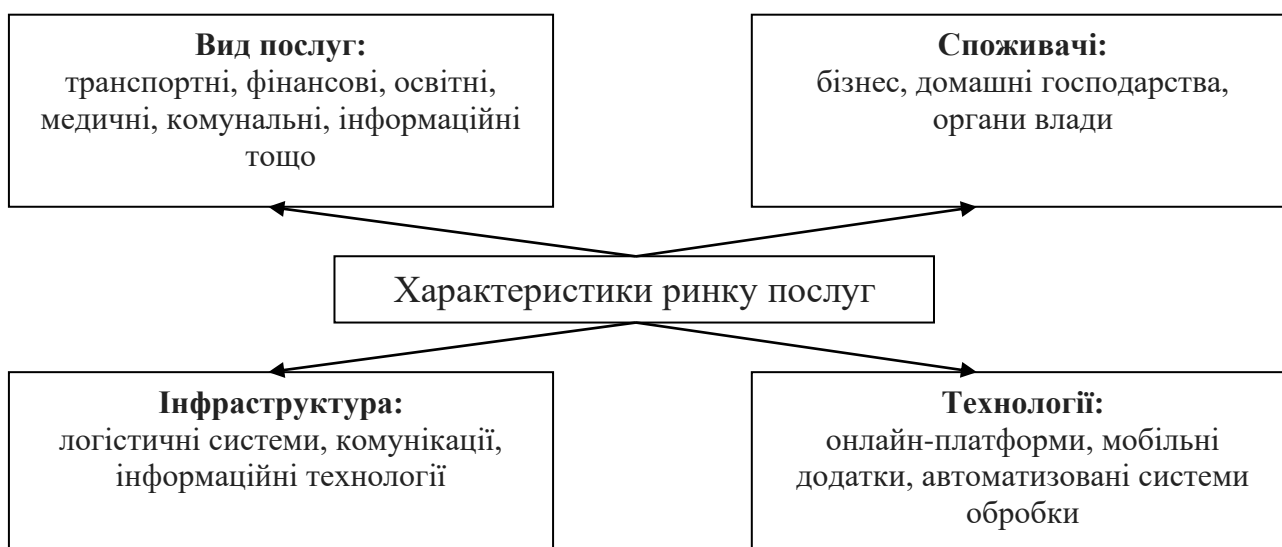 Вид послуг:
транспортні, фінансові, освітні,
медичні, комунальні, інформаційні
тощо
Споживачі:
бізнес, домашні господарства,
органи влади
Характеристики ринку послуг
Інфраструктура:
логістичні системи, комунікації,
інформаційні технології
Технології:
онлайн-платформи, мобільні
додатки, автоматизовані системи
обробки